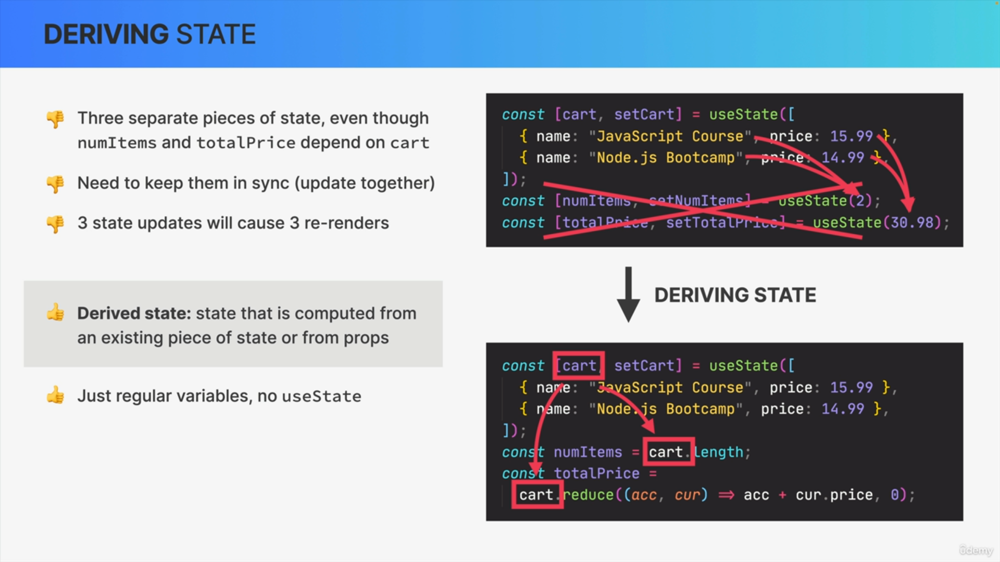 DERIVING STATE
👎 Three separate pieces of state, even though
numItems and totalPrice depend on cart
👎 Need to keep them in sync (update together)
👎 3 state updates will cause 3 re-renders
👍 Derived state: state that is computed from
an existing piece of state or from props
👍 Just regular variables, no useState
const [cart, setCart] = useState([
{ name: "JavaScript Course", price: 15.99 },
{ name: "Node.js Bootcamp", price: 14.99 },
]);
const [numItems, setNumItems] = useState(2);
const [totalPrice, setTotalPrice] = useState(30.98);
DERIVING STATE
const [cart, setCart] = useState([
{ name: "JavaScript Course", price: 15.99 },
{ name: "Node.js Bootcamp", price: 14.99 },
]);
const numItems = cart.length;
const totalPrice =
cart.reduce((acc, cur) => acc + cur.price, 0);
ûdemy